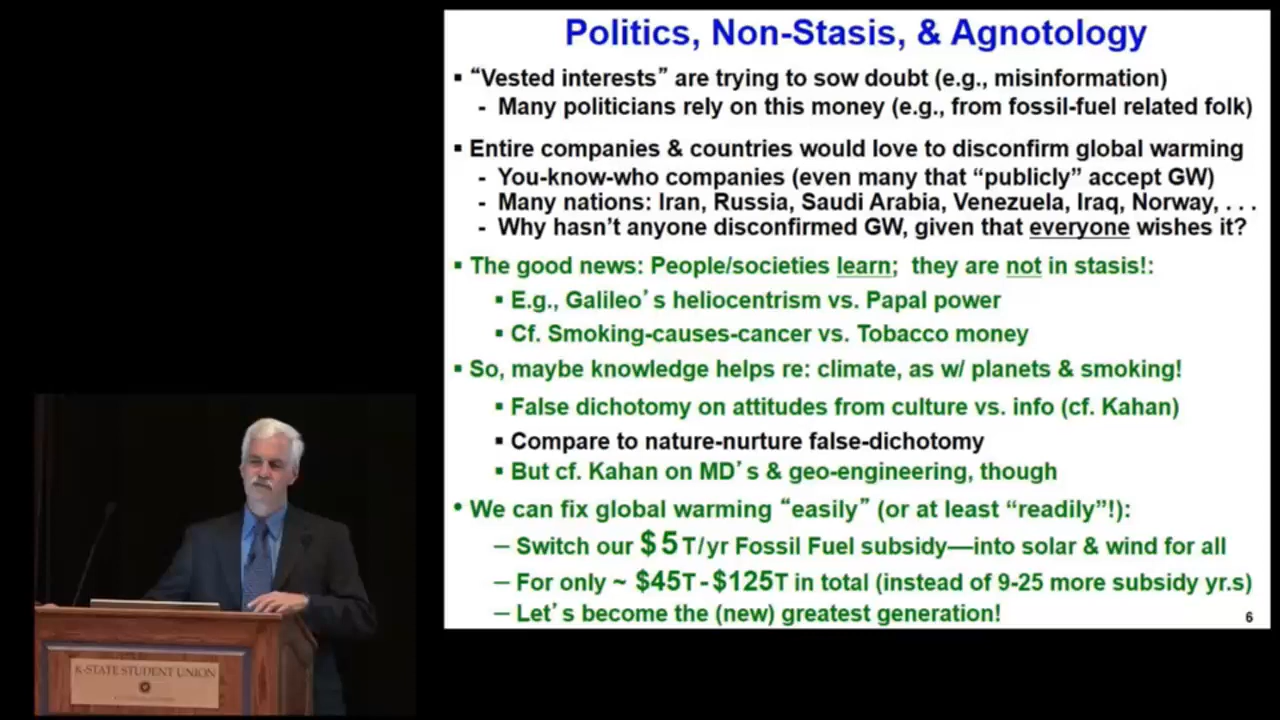 Politics, Non-Stasis, & Agnotology
▪ “Vested interests” are trying to sow doubt (e.g., misinformation)
- Many politicians rely on this money (e.g., from fossil-fuel related folk)
▪ Entire companies & countries would love to disconfirm global warming
- You-know-who companies (even many that “publicly” accept GW)
- Many nations: Iran, Russia, Saudi Arabia, Venezuela, Iraq, Norway, . . .
- Why hasn’t anyone disconfirmed GW, given that everyone wishes it?
▪ The good news: People/societies learn; they are not in stasis!:
▪ E.g., Galileo’s heliocentrism vs. Papal power
▪ Cf. Smoking-causes-cancer vs. Tobacco money
▪ So, maybe knowledge helps re: climate, as w/ planets & smoking!
▪ False dichotomy on attitudes from culture vs. info (cf. Kahan)
▪ Compare to nature-nurture false-dichotomy
▪ But cf. Kahan on MD’s & geo-engineering, though
• We can fix global warming “easily” (or at least “readily”!):
– Switch our $5T/yr Fossil Fuel subsidy—into solar & wind for all
– For only ~ $45T-$125T in total (instead of 9-25 more subsidy yr.s)
– Let’s become the (new) greatest generation!
6
K-STATE STUDENT UNION